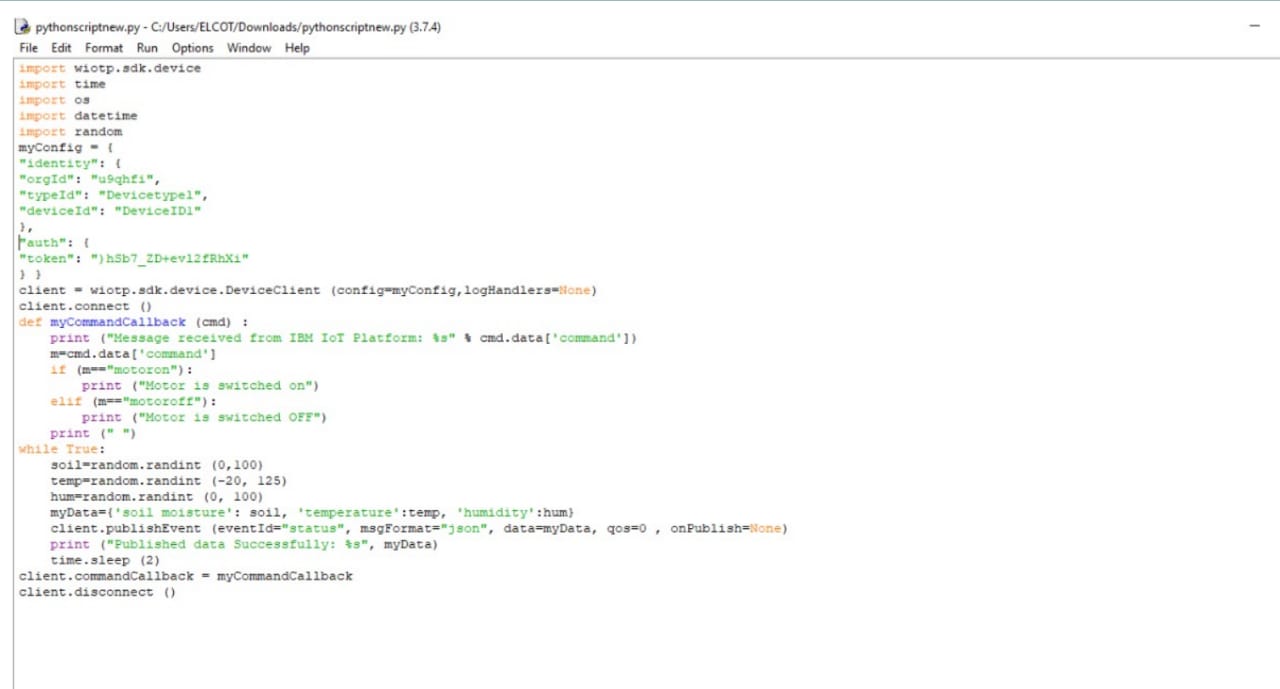 pythonscriptnew.py - C:/Users/ELCOT/Downloads/pythonscriptnew.py (3.7.4)
File Edit Format Run Options Window Help
import wiotp.sdk.device
import time
import os
import datetime
import random
myConfig = {
"identity": {
"orgId": "u9qhfi",
"typeId": "Devicetype1",
"deviceId": "DeviceID1"
},
"auth": {
"token": ")hSb7_ZD+evl2fRhXi"
} }
client = wiotp.sdk.device.DeviceClient (config=myConfig,logHandlers=None)
client.connect ()
def myCommandCallback (cmd) :
    print ("Message received from IBM IoT Platform: %s" % cmd.data['command'])
    m=cmd.data['command']
    if (m=="motoron"):
        print ("Motor is switched on")
    elif (m=="motoroff"):
        print ("Motor is switched OFF")
    print (" ")
while True:
    soil=random.randint (0,100)
    temp=random.randint (-20, 125)
    hum=random.randint (0, 100)
    myData={'soil moisture': soil, 'temperature':temp, 'humidity':hum}
    client.publishEvent (eventId="status", msgFormat="json", data=myData, qos=0 , onPublish=None)
    print ("Published data Successfully: %s", myData)
    time.sleep (2)
client.commandCallback = myCommandCallback
client.disconnect ()